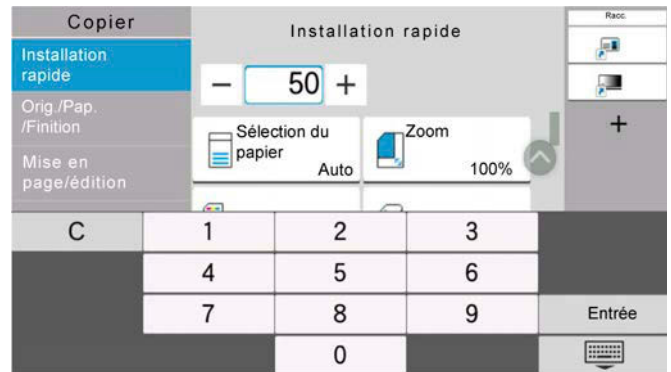 Copier
Installation rapide
Racc.
Installation
rapide
− 50 +
Orig./Pap.
/Finition
Sélection du
papier
Auto
Zoom
100%
+
Mise en
page/édition
C 1 2 3
4 5 6
7 8 9 Entrée
0